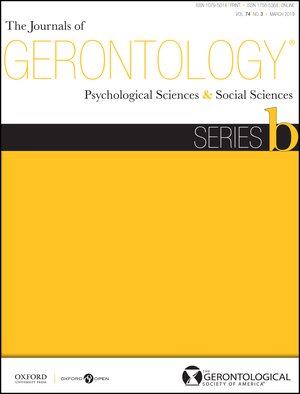 ISSN 1079-5014 PRINT • ISSN 1758-5368 ONLINE
VOL 74 NO 3 | MARCH 2019
The Journals of
GERONTOLOGY®
Psychological Sciences & Social Sciences
SERIES b
OXFORD
UNIVERSITY PRESS
OXFORD OPEN
THE
GERONTOLOGICAL
SOCIETY OF AMERICA®